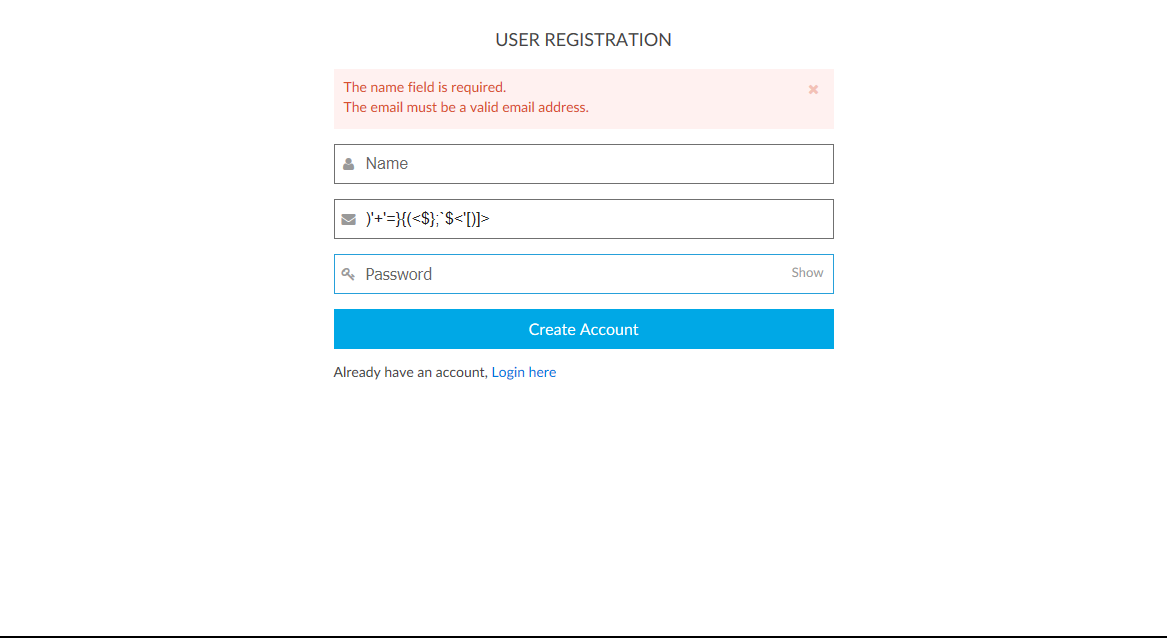 USER REGISTRATION
The name field is required.
The email must be a valid email address.
Name
)'+'=}{(<$};`$<'[)]>
Password
Show
Create Account
Already have an account, Login here